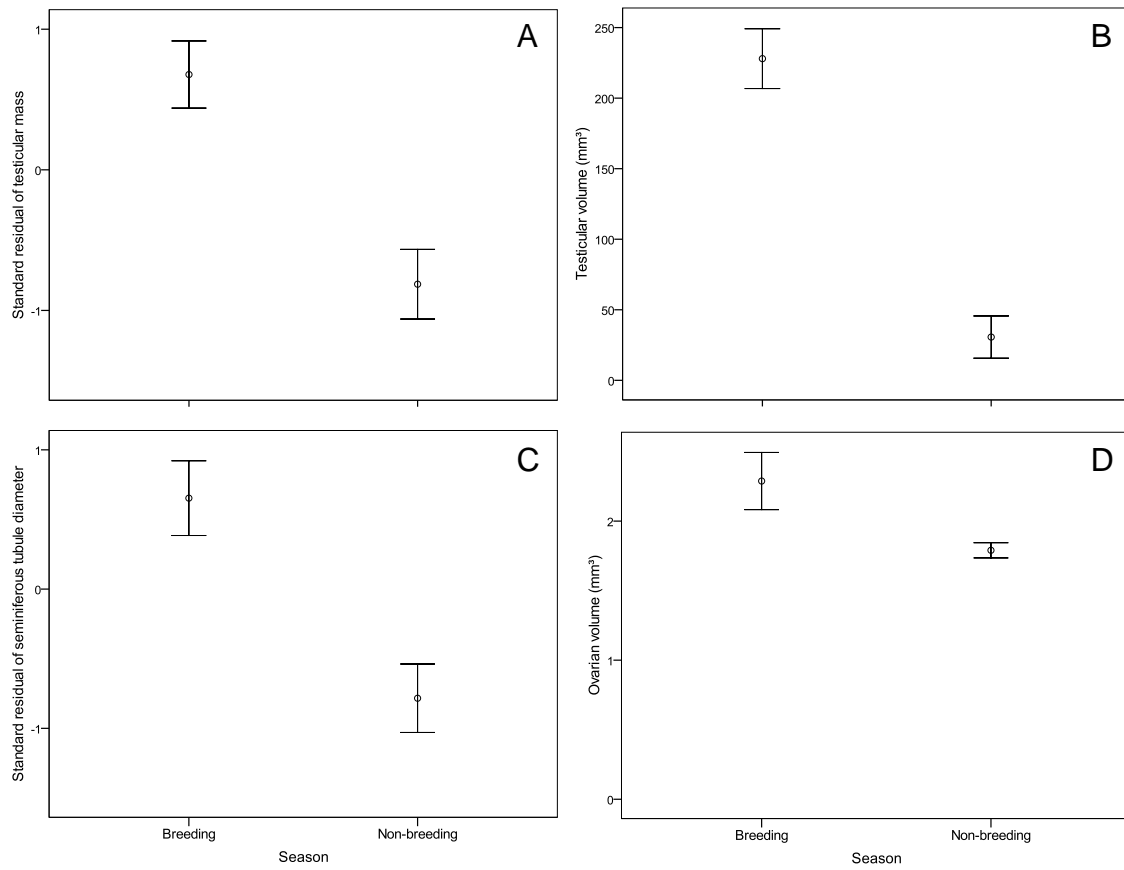 A
Standard residual of testicular mass
1
0
-1
B
Testicular volume (mm³)
250
200
150
100
50
0
C
Standard residual of seminiferous tubule diameter
1
0
-1
Breeding
Non-breeding
Season
D
Ovarian volume (mm³)
2
1
0
Breeding
Non-breeding
Season